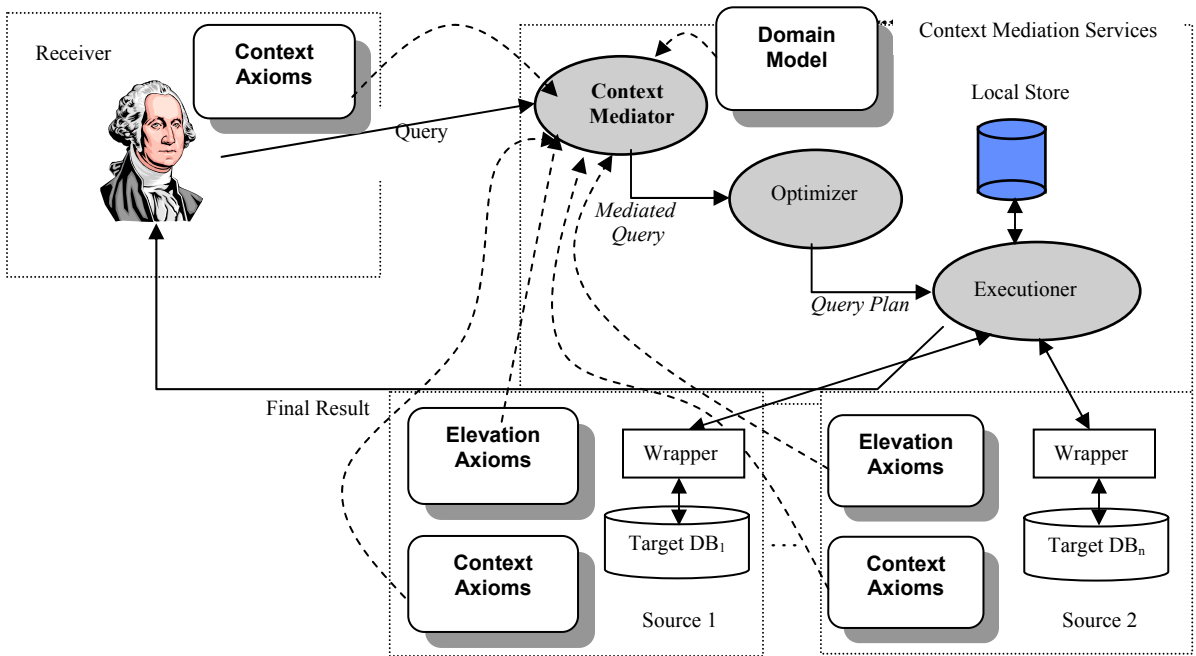 Receiver
Context
Axioms
Query
Context
Mediator
Domain
Model
Context Mediation Services
Local Store
Mediated
Query
Optimizer
Query Plan
Executioner
Final Result
Elevation
Axioms
Wrapper
Target DB1
Context
Axioms
Source 1
.....
Elevation
Axioms
Wrapper
Target DBn
Context
Axioms
Source 2